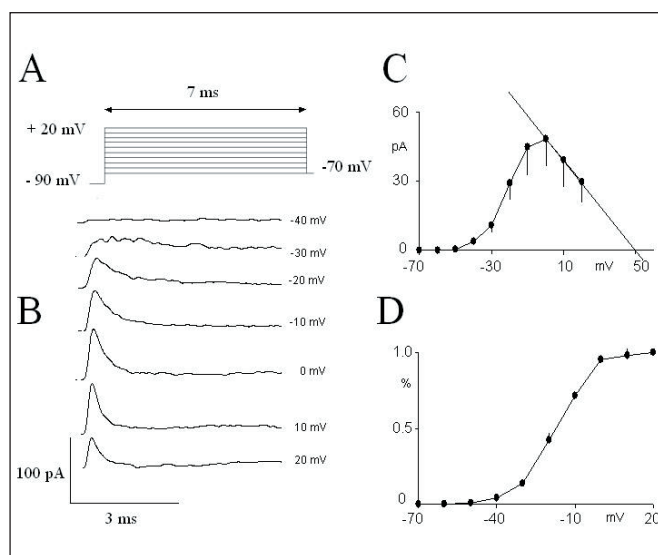 A
7 ms
+ 20 mV
- 90 mV
-70 mV
B
-40 mV
-30 mV
-20 mV
-10 mV
0 mV
10 mV
20 mV
100 pA
3 ms
C
60
pA
30
0
-70
-30
10
mV
50
D
1.0
%
0.5
0
-70
-40
-10
mV
20